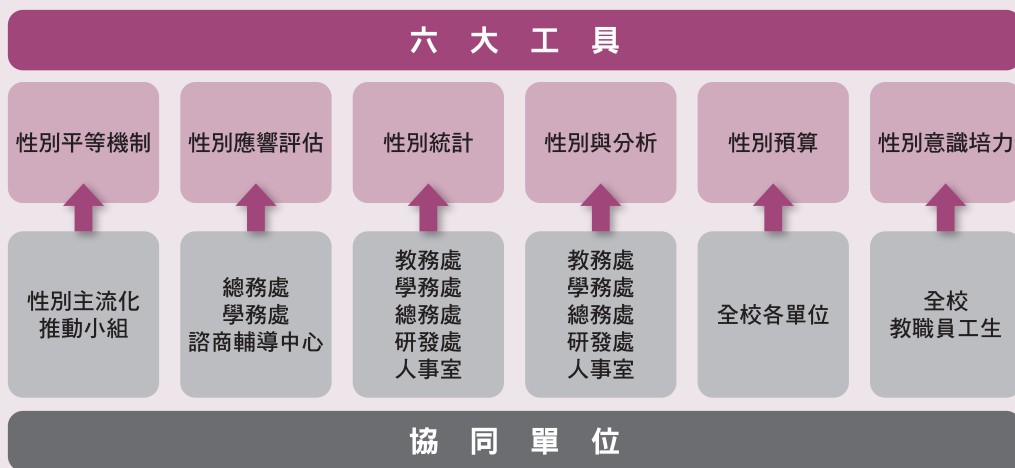 六大工具
性別平等機制
性別應響評估
性別統計
性別與分析
性別預算
性別意識培力
性別主流化
推動小組
總務處
學務處
諮商輔導中心
教務處
學務處
總務處
研發處
人事室
教務處
學務處
總務處
研發處
人事室
全校各單位
全校
教職員工生
協同單位